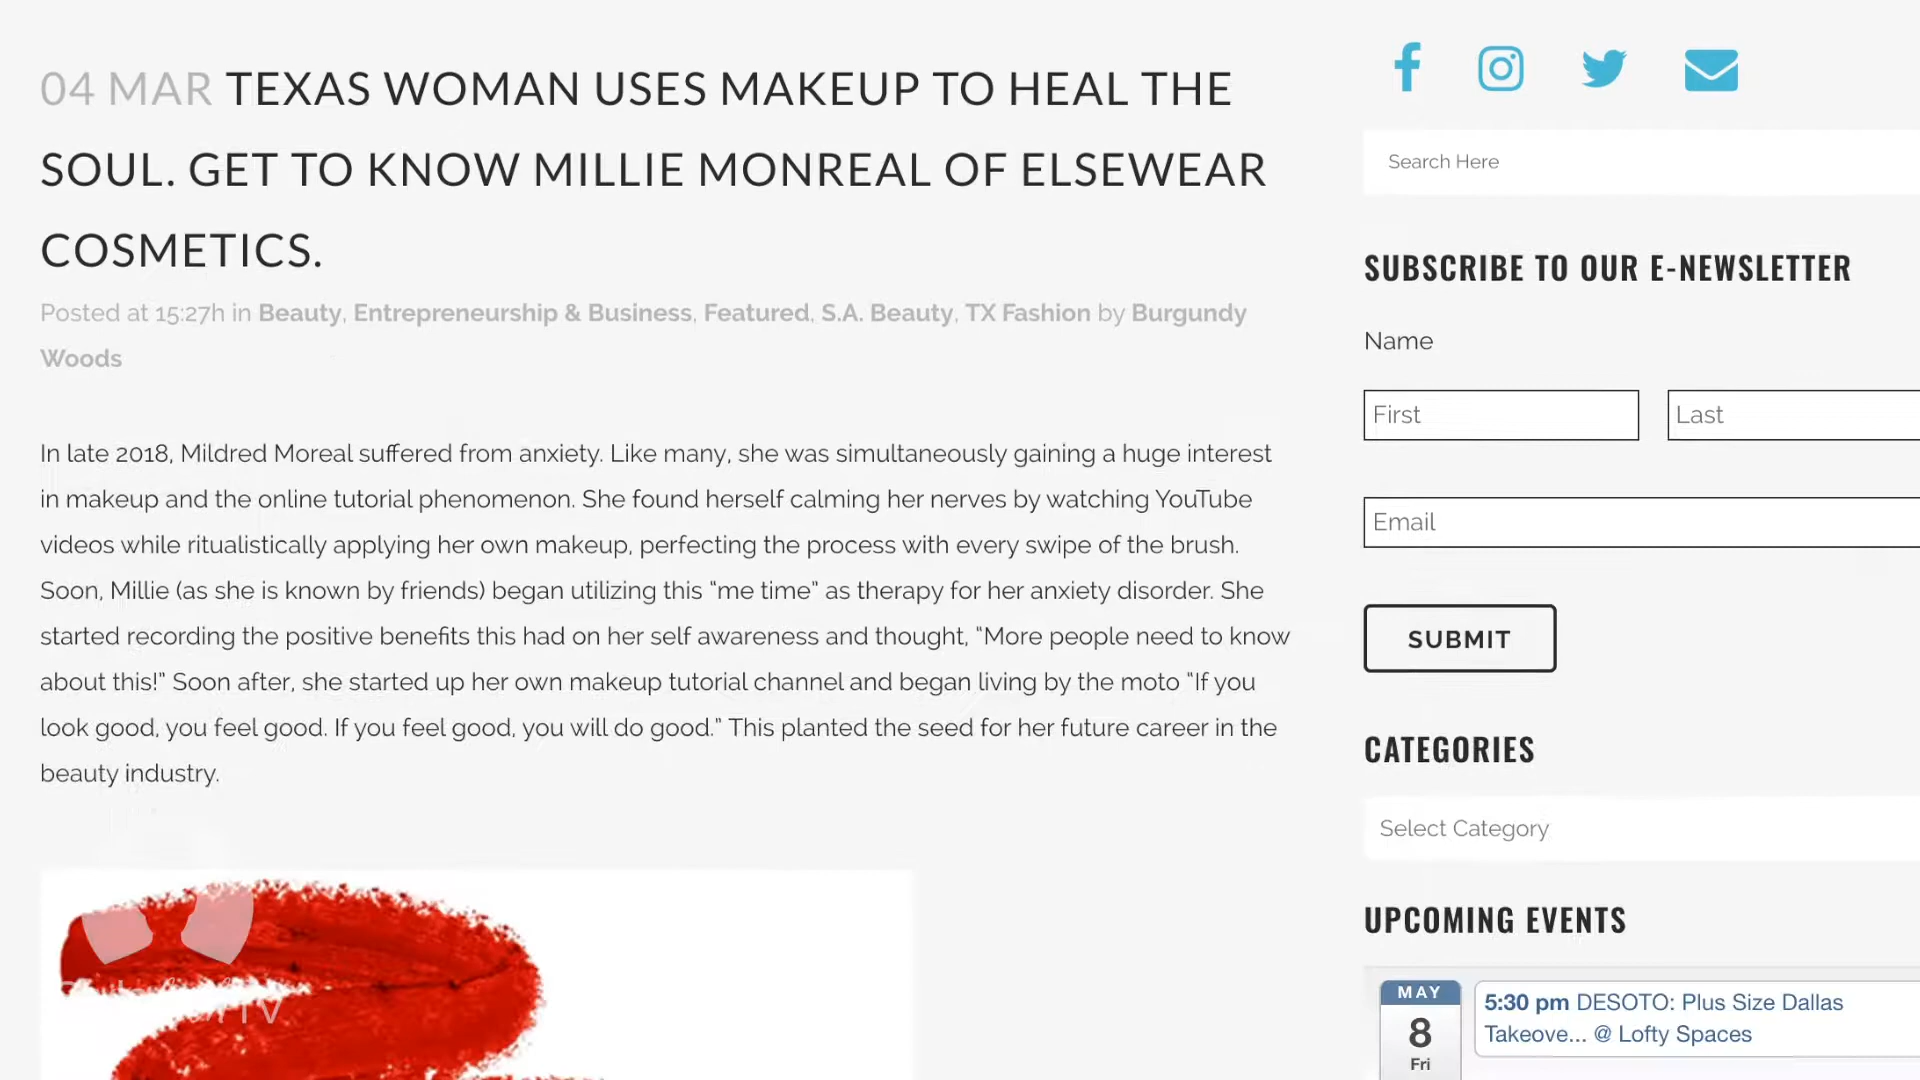 04 MAR TEXAS WOMAN USES MAKEUP TO HEAL THE
SOUL. GET TO KNOW MILLIE MONREAL OF ELSEWEAR
COSMETICS.
Posted at 15:27h in Beauty, Entrepreneurship & Business, Featured, S.A. Beauty, TX Fashion by Burgundy
Woods
In late 2018, Mildred Moreal suffered from anxiety. Like many, she was simultaneously gaining a huge interest
in makeup and the online tutorial phenomenon. She found herself calming her nerves by watching YouTube
videos while ritualistically applying her own makeup, perfecting the process with every swipe of the brush.
Soon, Millie (as she is known by friends) began utilizing this “me time” as therapy for her anxiety disorder. She
started recording the positive benefits this had on her self awareness and thought, “More people need to know
about this!” Soon after, she started up her own makeup tutorial channel and began living by the moto “If you
look good, you feel good. If you feel good, you will do good.” This planted the seed for her future career in the
beauty industry.
Search Here
SUBSCRIBE TO OUR E-NEWSLETTER
Name
First
Last
Email
SUBMIT
CATEGORIES
Select Category
UPCOMING EVENTS
MAY
8
Fri
5:30 pm DESOTO: Plus Size Dallas
Takeove... @ Lofty Spaces
TV